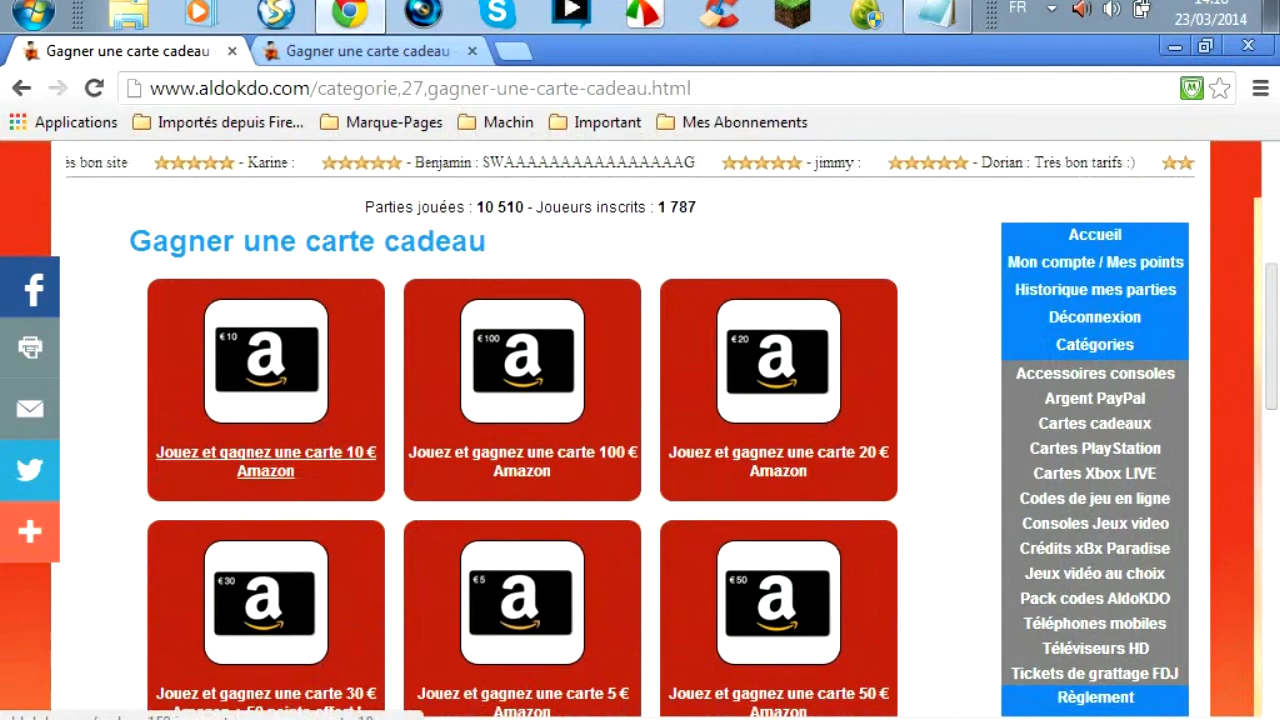 FR
14:16
23/03/2014
Gagner une carte cadeau
Gagner une carte cadeau
www.aldokdo.com/categorie,27,gagner-une-carte-cadeau.html
Applications
Importés depuis Fire...
Marque-Pages
Machin
Important
Mes Abonnements
ès bon site - Karine : - Benjamin : SWAAAAAAAAAAAAAAAAG - jimmy : - Dorian : Très bon tarifs :)
Parties jouées : 10 510 - Joueurs inscrits : 1 787
Gagner une carte cadeau
€10
a
Jouez et gagnez une carte 10 €
Amazon
€100
a
Jouez et gagnez une carte 100 €
Amazon
€20
a
Jouez et gagnez une carte 20 €
Amazon
€30
a
Jouez et gagnez une carte 30 €
Amazon + 50 points offert !
€5
a
Jouez et gagnez une carte 5 €
Amazon
€50
a
Jouez et gagnez une carte 50 €
Amazon
Accueil
Mon compte / Mes points
Historique mes parties
Déconnexion
Catégories
Accessoires consoles
Argent PayPal
Cartes cadeaux
Cartes PlayStation
Cartes Xbox LIVE
Codes de jeu en ligne
Consoles Jeux video
Crédits xBx Paradise
Jeux vidéo au choix
Pack codes AldoKDO
Téléphones mobiles
Téléviseurs HD
Tickets de grattage FDJ
Règlement